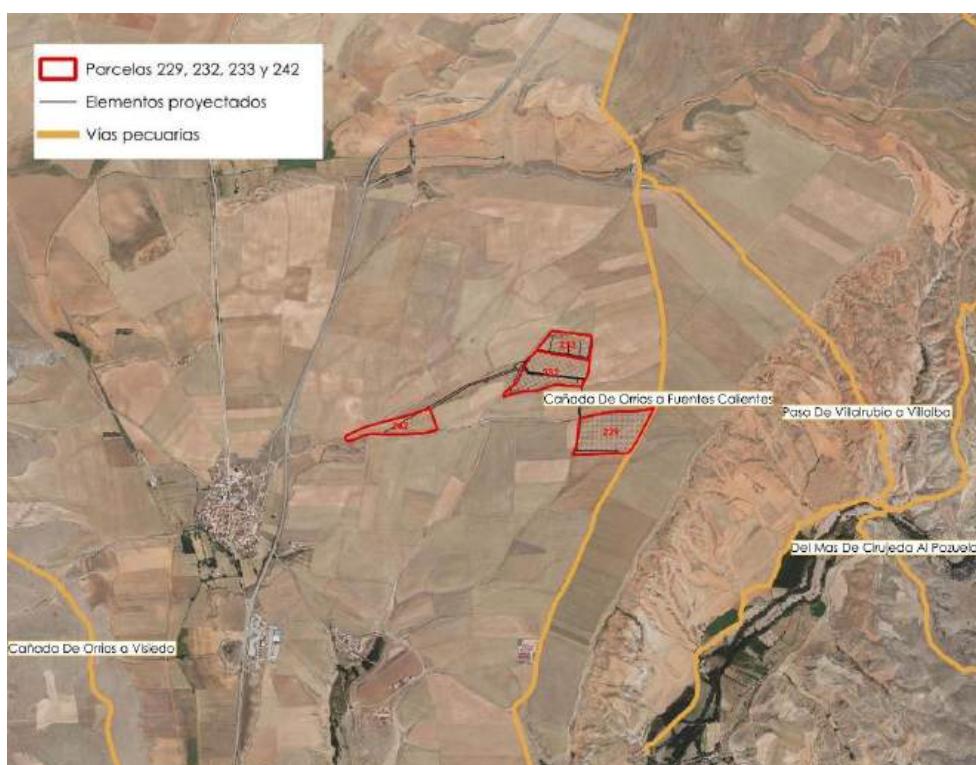 Parcelas 229, 232, 233 y 242
Elementos proyectados
Vías pecuarias
233
232
Cañada De Orrios a Fuentes Calientes
Paso De Villalrubio a Villalba
242
229
Del Mas De Cirujeda Al Pozuelo
Cañada De Orrios a Visiedo